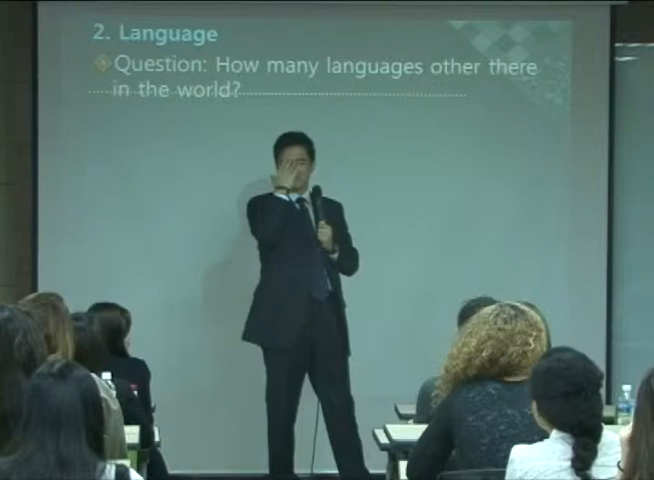 2. Language
Question: How many languages other there
in the world?